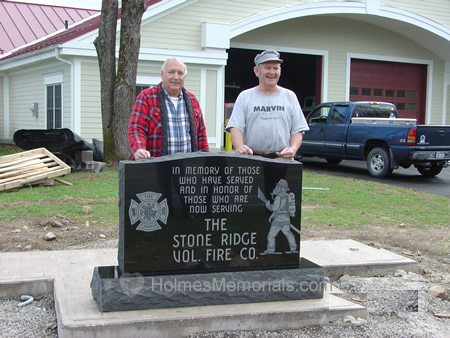 MARVIN
IN MEMORY OF THOSE
WHO HAVE SERVED
AND IN HONOR OF
THOSE WHO ARE
NOW SERVING
THE
STONE RIDGE
VOL. FIRE CO.
©HolmesMemorials.com